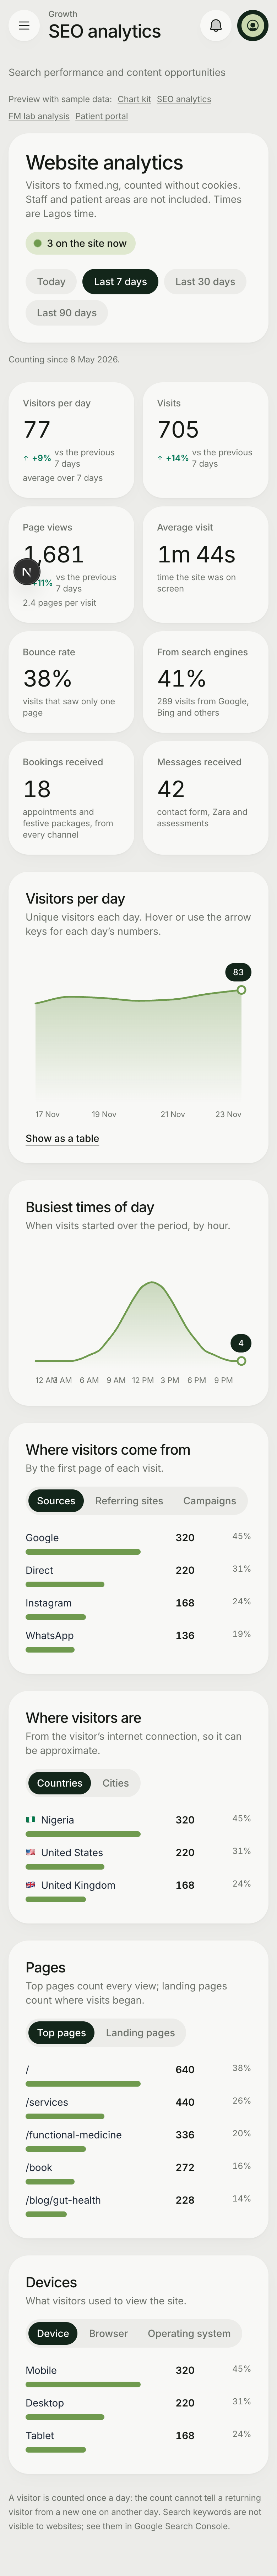 Growth
SEO analytics
Search performance and content opportunities
Preview with sample data: Chart kit SEO analytics
FM lab analysis Patient portal
Website analytics
Visitors to fxmed.ng, counted without cookies.
Staff and patient areas are not included. Times
are Lagos time.
3 on the site now
Today Last 7 days Last 30 days
Last 90 days
Counting since 8 May 2026.
Visitors per day
77
↑ +9% vs the previous
7 days
average over 7 days
Visits
705
↑ +14% vs the previous
7 days
Page views
1,681
+11% vs the previous
7 days
2.4 pages per visit
N
Average visit
1m 44s
time the site was on
screen
Bounce rate
38%
visits that saw only one
page
From search engines
41%
289 visits from Google,
Bing and others
Bookings received
18
appointments and
festive packages, from
every channel
Messages received
42
contact form, Zara and
assessments
Visitors per day
Unique visitors each day. Hover or use the arrow
keys for each day's numbers.
83
17 Nov 19 Nov 21 Nov 23 Nov
Show as a table
Busiest times of day
When visits started over the period, by hour.
4
12 AM 3 AM 6 AM 9 AM 12 PM 3 PM 6 PM 9 PM
Where visitors come from
By the first page of each visit.
Sources Referring sites Campaigns
Google 320 45%
Direct 220 31%
Instagram 168 24%
WhatsApp 136 19%
Where visitors are
From the visitor's internet connection, so it can
be approximate.
Countries Cities
Nigeria 320 45%
United States 220 31%
United Kingdom 168 24%
Pages
Top pages count every view; landing pages
count where visits began.
Top pages Landing pages
/ 640 38%
/services 440 26%
/functional-medicine 336 20%
/book 272 16%
/blog/gut-health 228 14%
Devices
What visitors used to view the site.
Device Browser Operating system
Mobile 320 45%
Desktop 220 31%
Tablet 168 24%
A visitor is counted once a day: the count cannot tell a returning
visitor from a new one on another day. Search keywords are not
visible to websites; see them in Google Search Console.